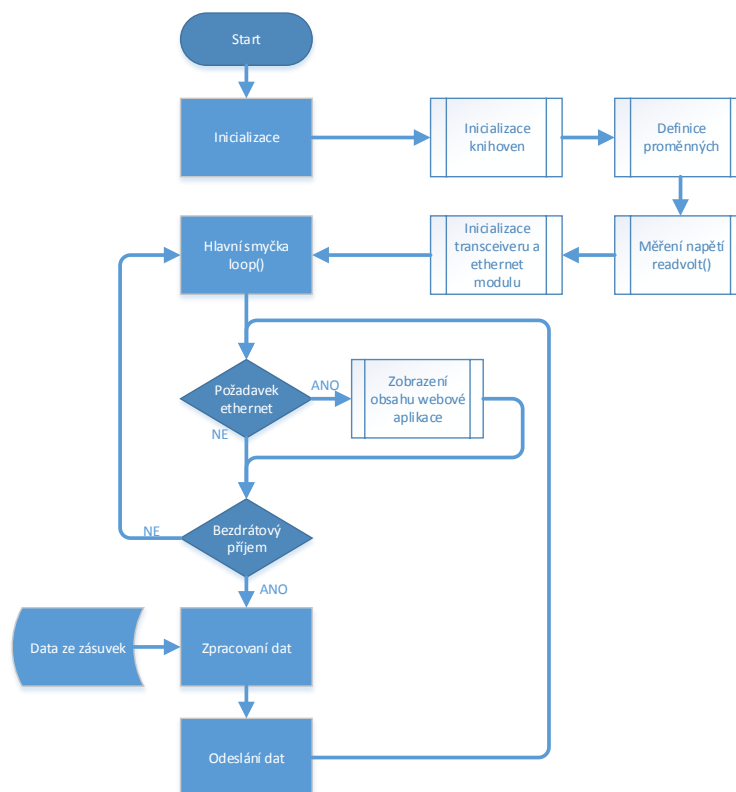 Start
Inicializace
Inicializace
knihoven
Definice
proměnných
Hlavní smyčka
loop()
Inicializace
transceiveru a
ethernet
modulu
Měření napětí
readvolt()
Požadavek
ethernet
ANO
Zobrazení
obsahu webové
aplikace
NE
Bezdrátový
příjem
NE
ANO
Data ze zásuvek
Zpracovaní dat
Odeslání dat